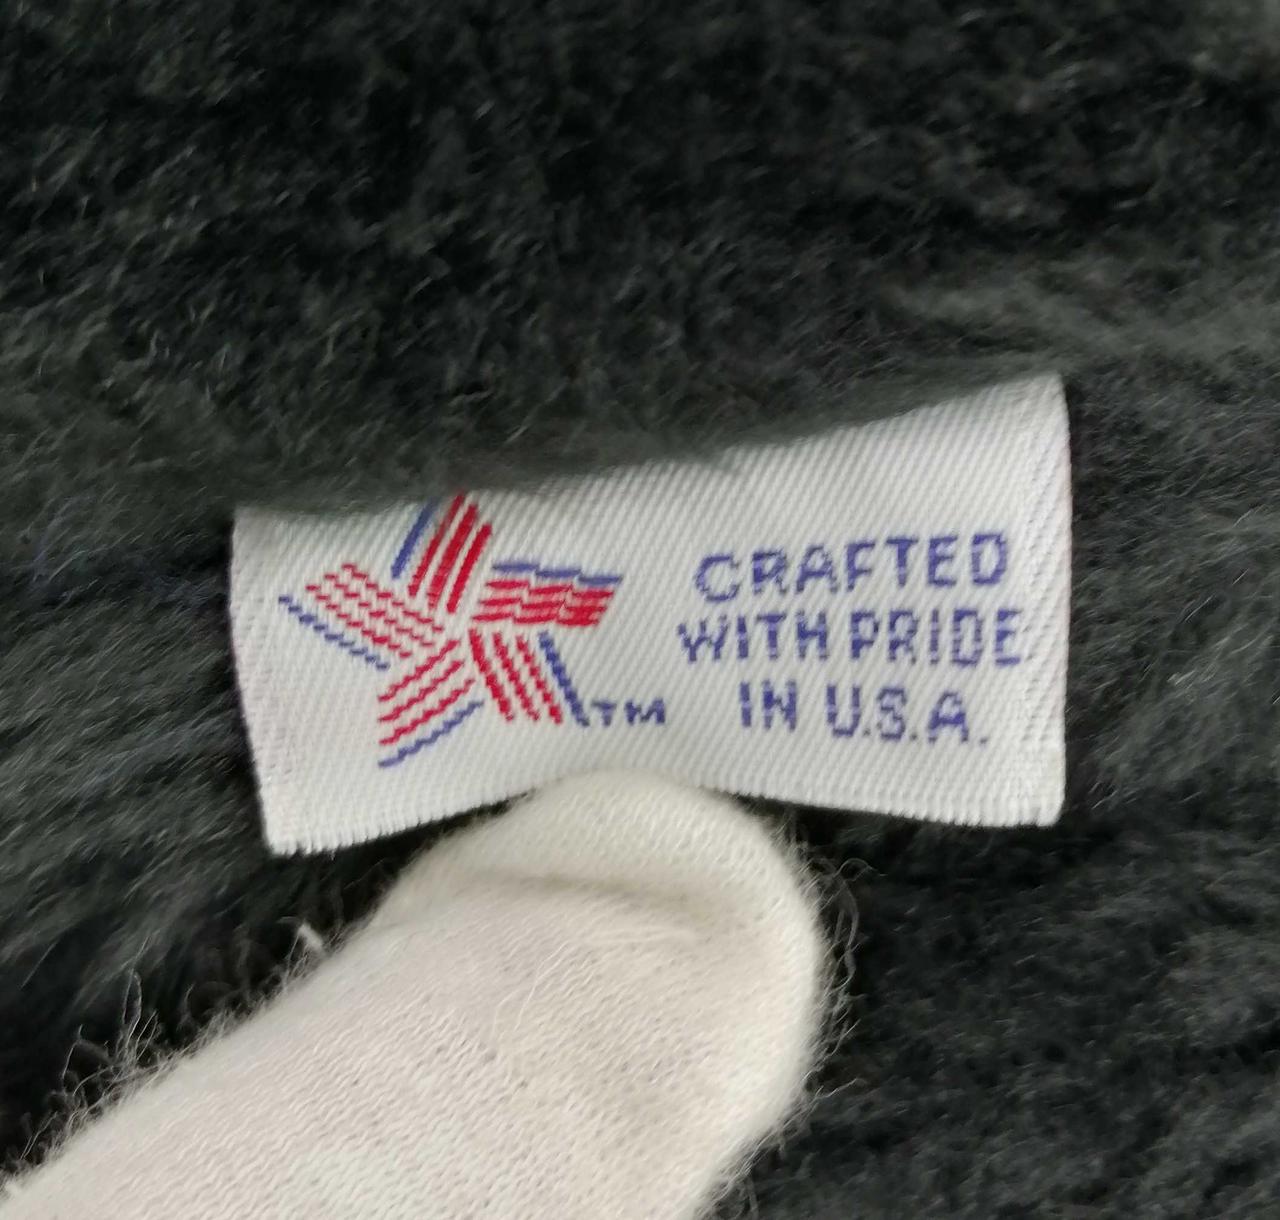 CRAFTED
WITH PRIDE
IN U.S.A.
TM